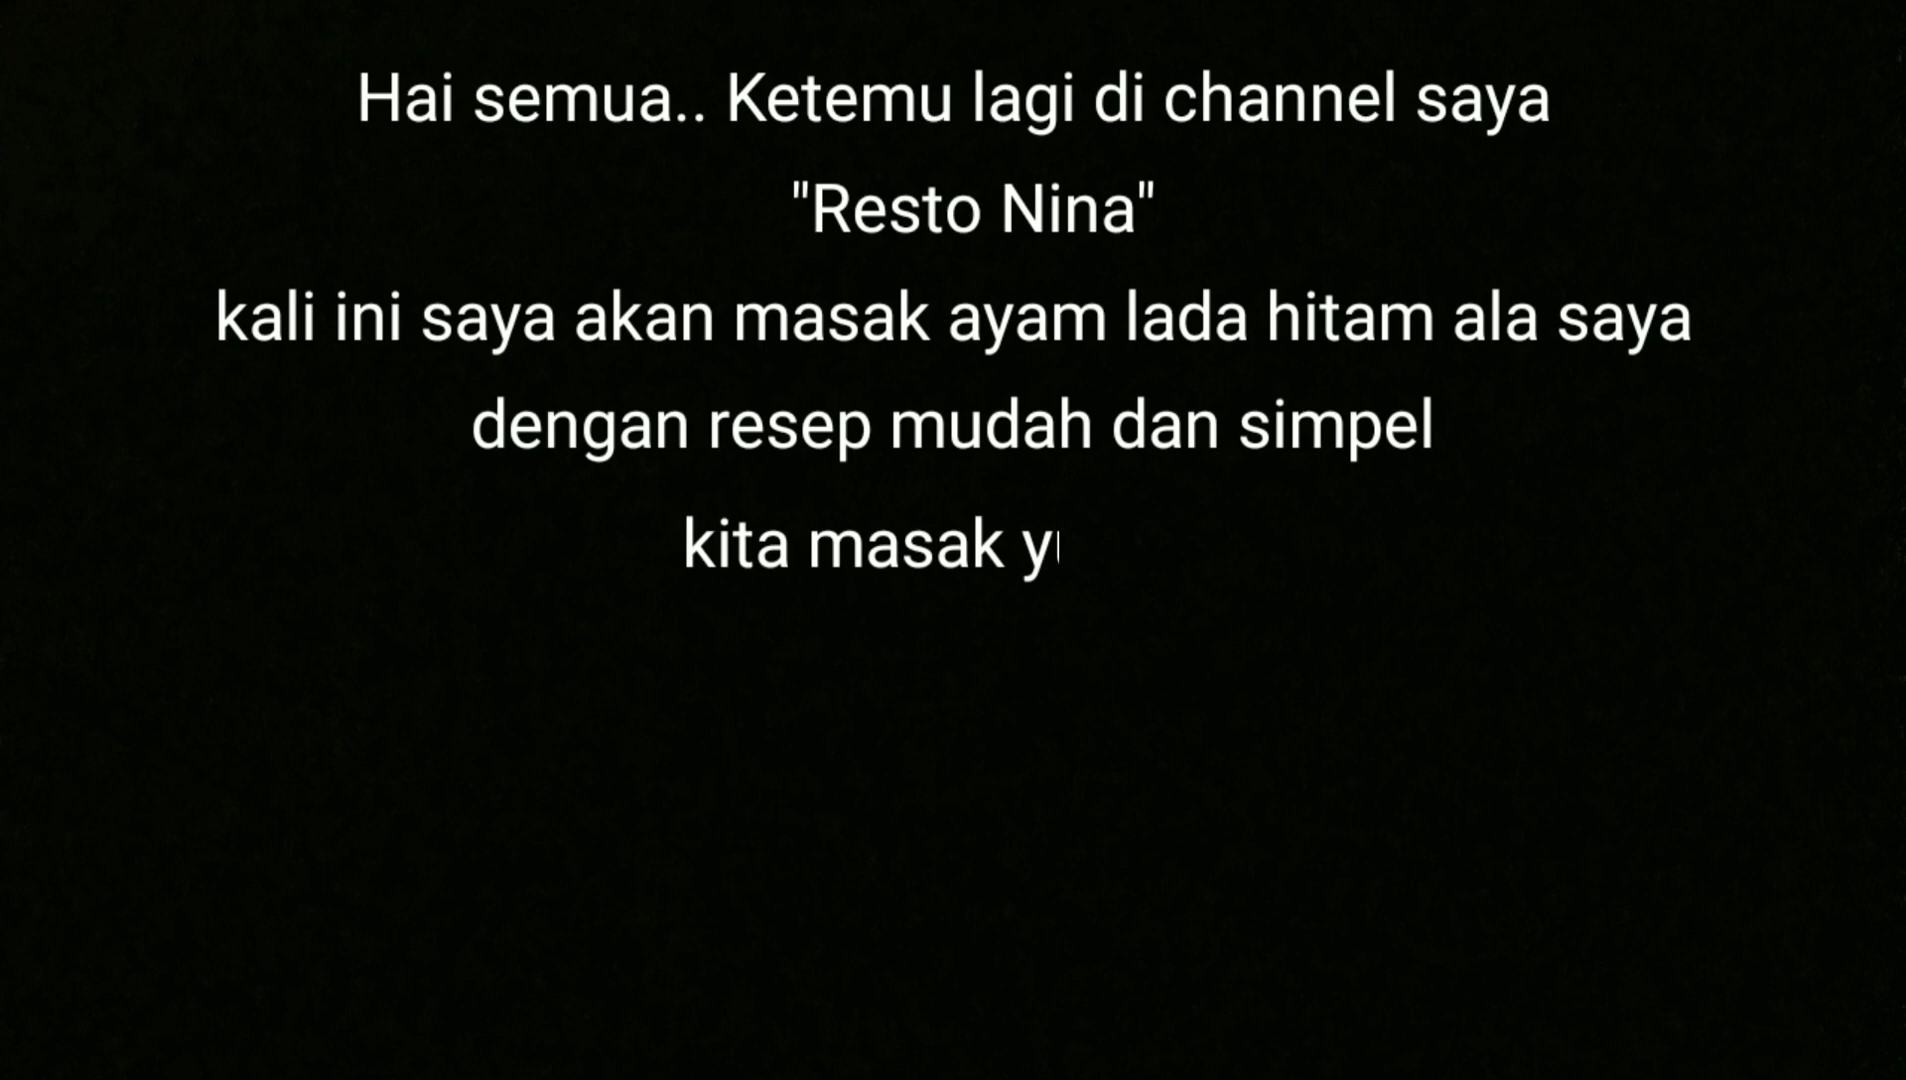 Hai semua.. Ketemu lagi di channel saya
"Resto Nina"
kali ini saya akan masak ayam lada hitam ala saya
dengan resep mudah dan simpel
kita masak